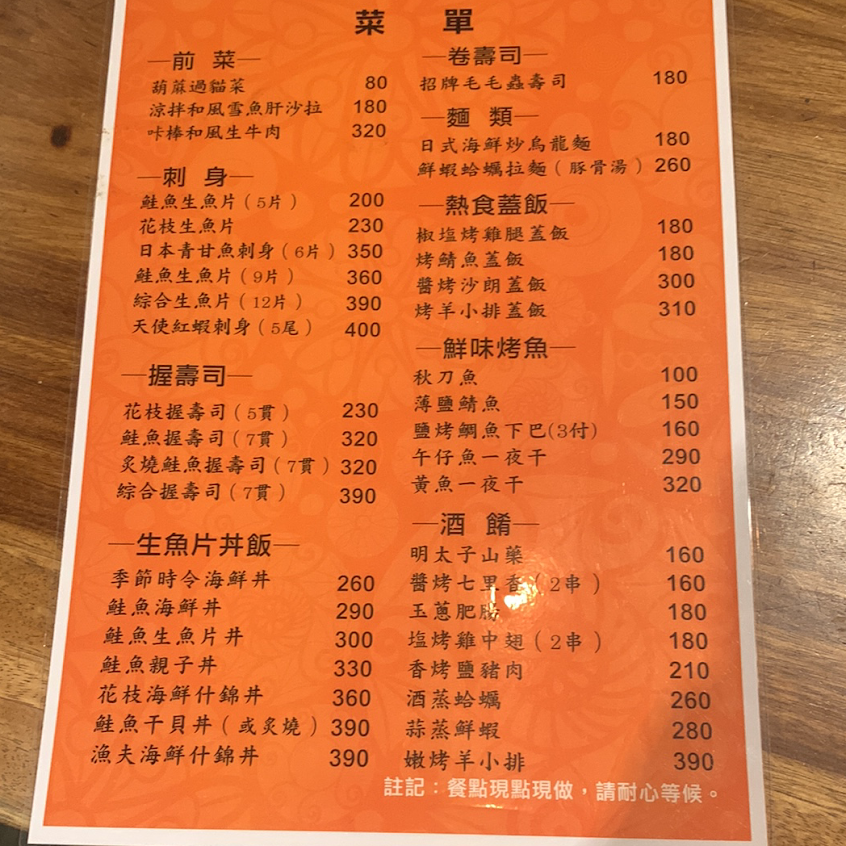 菜 單
前 菜
葫蔴過貓菜 80
涼拌和風雪魚肝沙拉 180
咔棒和風生牛肉 320
刺 身
鮭魚生魚片(5片) 200
花枝生魚片 230
日本青甘魚刺身(6片) 350
鮭魚生魚片(9片) 360
綜合生魚片(12片) 390
天使紅蝦刺身(5尾) 400
握壽司
花枝握壽司(5貫) 230
鮭魚握壽司(7貫) 320
炙燒鮭魚握壽司(7貫) 320
綜合握壽司(7貫) 390
生魚片丼飯
季節時令海鮮丼 260
鮭魚海鮮丼 290
鮭魚生魚片丼 300
鮭魚親子丼 330
花枝海鮮什錦丼 360
鮭魚干貝丼(或炙燒) 390
漁夫海鮮什錦丼 390
卷壽司
招牌毛毛蟲壽司 180
麵 類
日式海鮮炒烏龍麵 180
鮮蝦蛤蠣拉麵(豚骨湯) 260
熱食蓋飯
椒塩烤雞腿蓋飯 180
烤鯖魚蓋飯 180
醬烤沙朗蓋飯 300
烤羊小排蓋飯 310
鮮味烤魚
秋刀魚 100
薄鹽鯖魚 150
鹽烤鯛魚下巴(3付) 160
午仔魚一夜干 290
黃魚一夜干 320
酒 餚
明太子山藥 160
醬烤七里香(2串) 160
玉蔥肥腸 180
塩烤雞中翅(2串) 180
香烤鹽豬肉 210
酒蒸蛤蠣 260
蒜蒸鮮蝦 280
嫩烤羊小排 390
註記:餐點現點現做,請耐心等候。